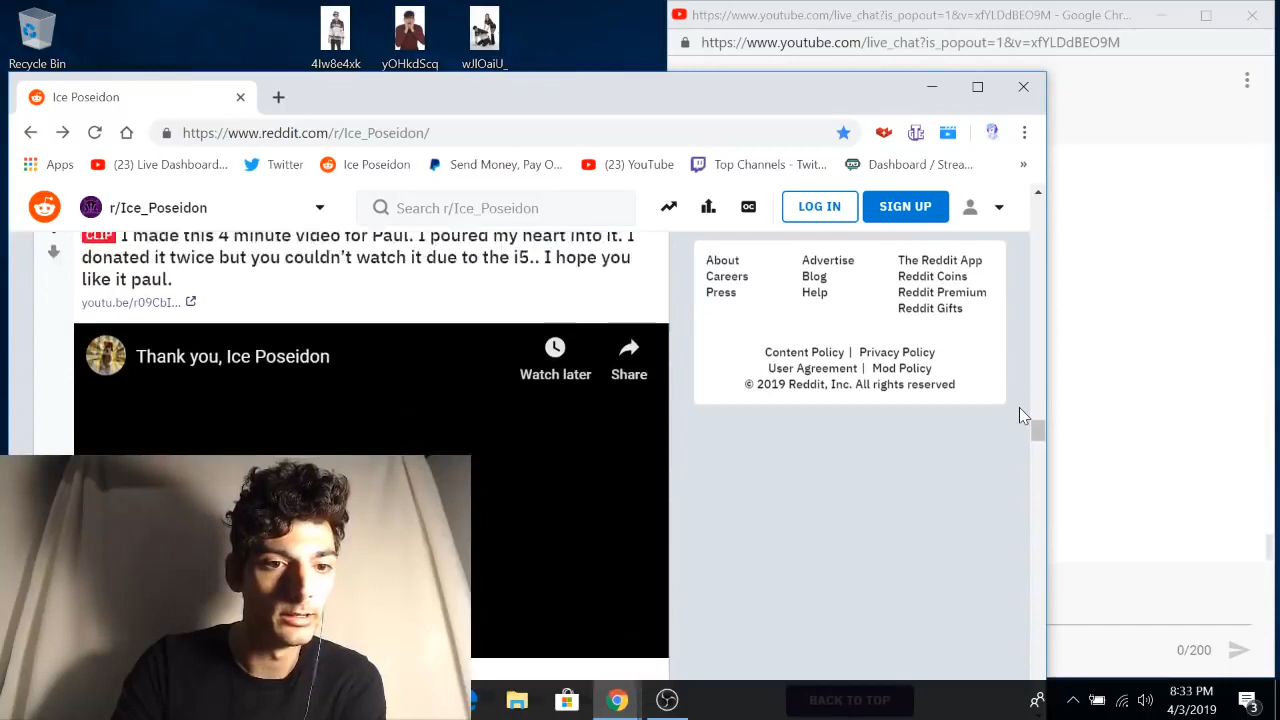 Recycle Bin
4Iw8e4xk
yOHkdScq
wJlOaiU_
https://www.youtube.com/live_chat?is_popout=1&v=xfYLDdBEO9M - Google Chr...
https://www.youtube.com/live_chat?is_popout=1&v=xfYLDdBEO9M
Ice Poseidon
https://www.reddit.com/r/Ice_Poseidon/
Apps
(23) Live Dashboard...
Twitter
Ice Poseidon
Send Money, Pay O...
(23) YouTube
Top Channels - Twit...
Dashboard / Strea...
»
r/Ice_Poseidon
Search r/Ice_Poseidon
OC
LOG IN
SIGN UP
CLIP I made this 4 minute video for Paul. I poured my heart into it. I
donated it twice but you couldn't watch it due to the i5.. I hope you
like it paul.
youtu.be/r09CbI...
Thank you, Ice Poseidon
Watch later
Share
About
Careers
Press
Advertise
Blog
Help
The Reddit App
Reddit Coins
Reddit Premium
Reddit Gifts
Content Policy | Privacy Policy
User Agreement | Mod Policy
© 2019 Reddit, Inc. All rights reserved
0/200
BACK TO TOP
8:33 PM
4/3/2019
3